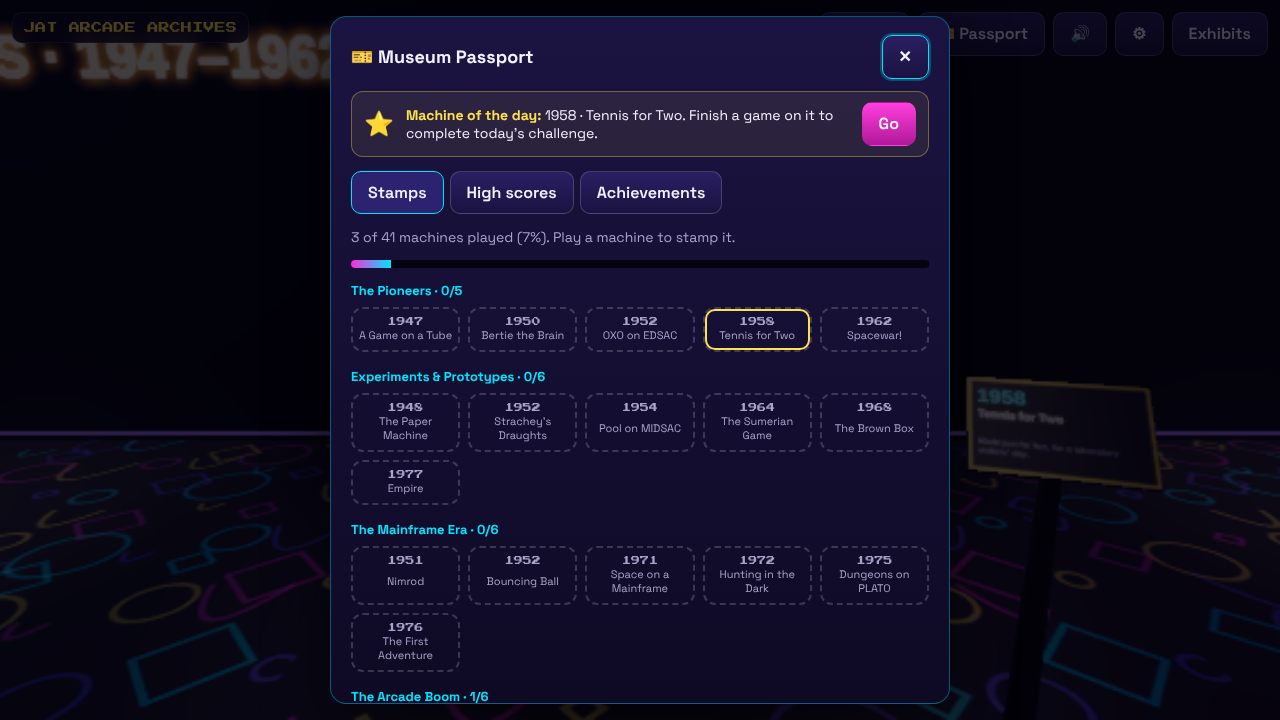 JAT ARCADE ARCHIVES
S · 1947–1962
Passport
Exhibits
🎫 Museum Passport
✕
Machine of the day: 1958 · Tennis for Two. Finish a game on it to
complete today's challenge.
Go
Stamps
High scores
Achievements
3 of 41 machines played (7%). Play a machine to stamp it.
The Pioneers · 0/5
1947
A Game on a Tube
1950
Bertie the Brain
1952
OXO on EDSAC
1958
Tennis for Two
1962
Spacewar!
Experiments & Prototypes · 0/6
1948
The Paper
Machine
1952
Strachey's
Draughts
1954
Pool on MIDSAC
1964
The Sumerian
Game
1968
The Brown Box
1977
Empire
The Mainframe Era · 0/6
1951
Nimrod
1952
Bouncing Ball
1971
Space on a
Mainframe
1972
Hunting in the
Dark
1975
Dungeons on
PLATO
1976
The First
Adventure
The Arcade Boom · 1/6
1958
Tennis for Two